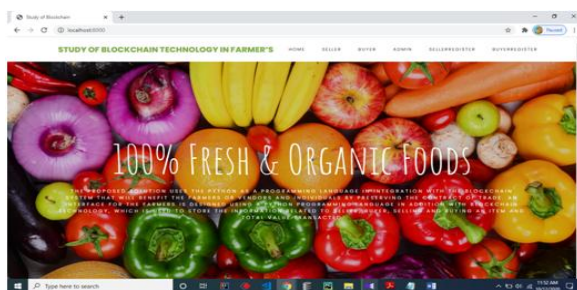 Study of Blockchain
localhost:8000
Paused
STUDY OF BLOCKCHAIN TECHNOLOGY IN FARMER'S HOME SELLER BUYER ADMIN SELLERREGISTER BUYERREGISTER
100% FRESH & ORGANIC FOODS
THE PROPOSED SOLUTION USES THE PYTHON AS A PROGRAMMING LANGUAGE IN INTEGRATION WITH THE BLOCKCHAIN
SYSTEM THAT WILL BENEFIT THE FARMERS OR VENDORS AND INDIVIDUALS BY PRESERVING THE CONTRACT OF TRADE. AN
INTERFACE FOR THE FARMERS IS DESIGNED USING PYTHON PROGRAMMING LANGUAGE IN ADDITION WITH BLOCKCHAIN
TECHNOLOGY, WHICH IS USED TO STORE THE INFORMATION RELATED TO BUYER, SELLING AND BUYING AN ITEM AND
TOTAL VALUE TRANSACTION
Type here to search
11:52 AM